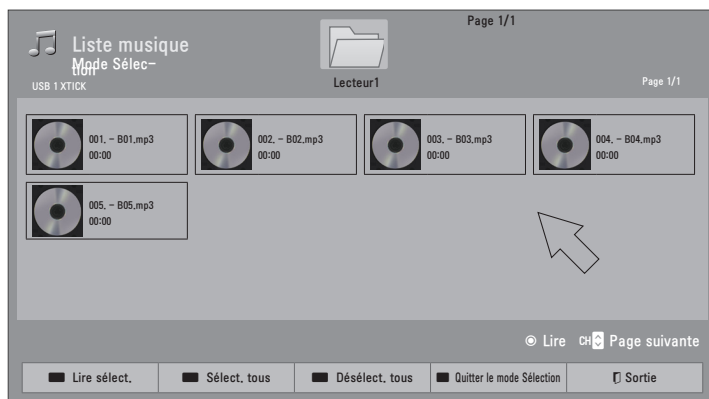 Page 1/1
Liste musique
Mode Sélec-
tion
USB 1 XTICK
Lecteur1
Page 1/1
001. - B01.mp3
00:00
002. - B02.mp3
00:00
003. - B03.mp3
00:00
004. - B04.mp3
00:00
005. - B05.mp3
00:00
Lire CH Page suivante
Lire sélect. Sélect. tous Désélect. tous Quitter le mode Sélection Sortie